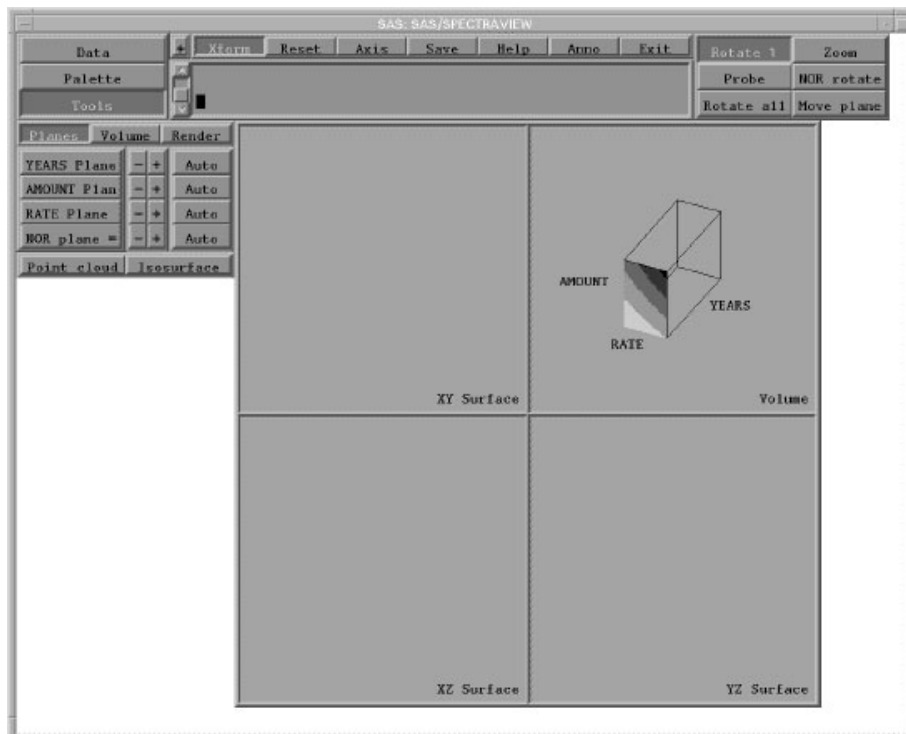 SAS: SAS/SPECTRAVIEW
Data + Xform Reset Axis Save Help Anno Exit Rotate 1 Zoom
Palette Probe NOR rotate
Tools Rotate all Move plane
Planes Volume Render
YEARS Plane - + Auto
AMOUNT Plan - + Auto
RATE Plane - + Auto
NOR plane = - + Auto
Point cloud Isosurface
AMOUNT
YEARS
RATE
XY Surface Volume
XZ Surface YZ Surface